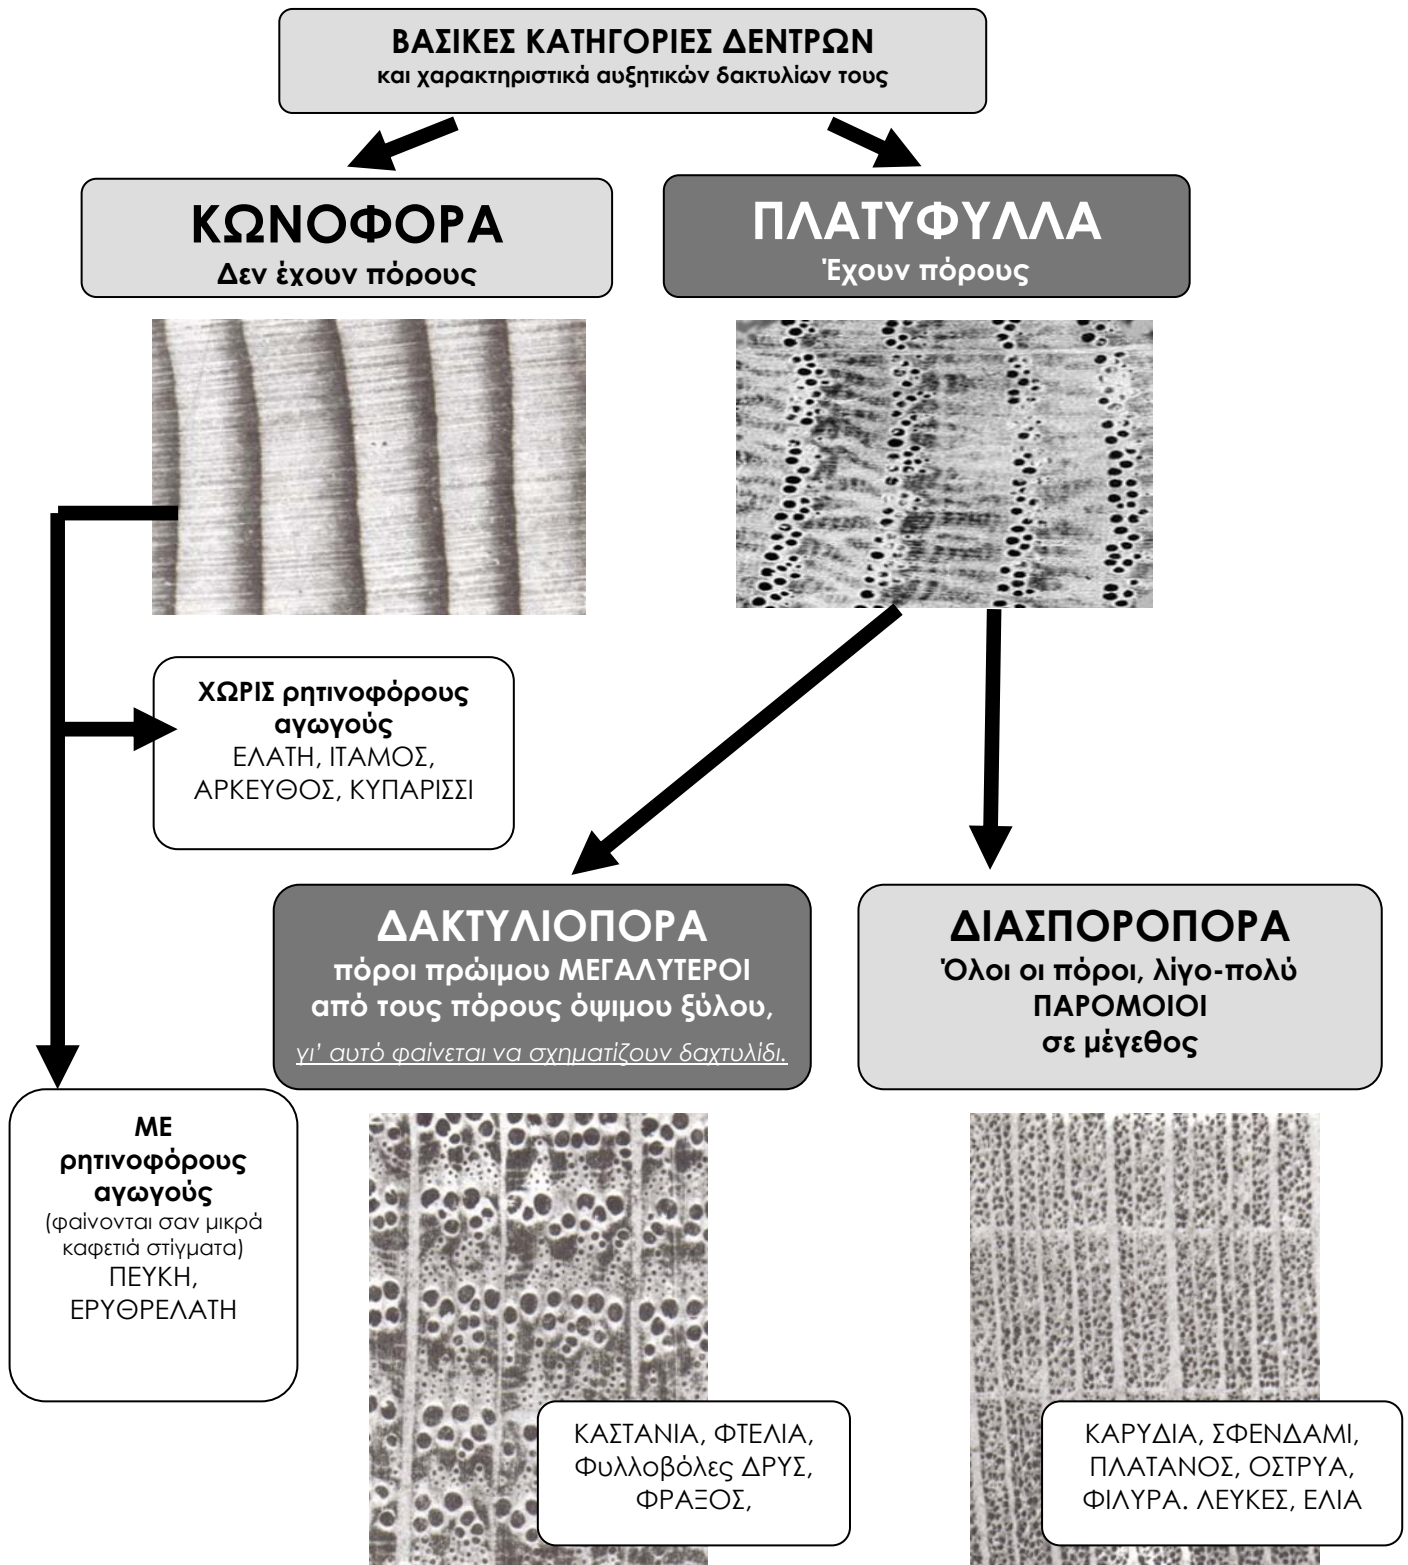 ΒΑΣΙΚΕΣ ΚΑΤΗΓΟΡΙΕΣ ΔΕΝΤΡΩΝ
και χαρακτηριστικά αυξητικών δακτυλίων τους
ΚΩΝΟΦΟΡΑ
Δεν έχουν πόρους
ΠΛΑΤΥΦΥΛΛΑ
Έχουν πόρους
ΧΩΡΙΣ ρητινοφόρους
αγωγούς
ΕΛΑΤΗ, ΙΤΑΜΟΣ,
ΑΡΚΕΥΘΟΣ, ΚΥΠΑΡΙΣΣΙ
ΜΕ
ρητινοφόρους
αγωγούς
(φαίνονται σαν μικρά
καφετιά στίγματα)
ΠΕΥΚΗ,
ΕΡΥΘΡΕΛΑΤΗ
ΔΑΚΤΥΛΙΟΠΟΡΑ
πόροι πρώιμου ΜΕΓΑΛΥΤΕΡΟΙ
από τους πόρους όψιμου ξύλου,
γι' αυτό φαίνεται να σχηματίζουν δαχτυλίδι.
ΚΑΣΤΑΝΙΑ, ΦΤΕΛΙΑ,
Φυλλοβόλες ΔΡΥΣ,
ΦΡΑΞΟΣ,
ΔΙΑΣΠΟΡΟΠΟΡΑ
Όλοι οι πόροι, λίγο-πολύ
ΠΑΡΟΜΟΙΟΙ
σε μέγεθος
ΚΑΡΥΔΙΑ, ΣΦΕΝΔΑΜΙ,
ΠΛΑΤΑΝΟΣ, ΟΣΤΡΥΑ,
ΦΙΛΥΡΑ. ΛΕΥΚΕΣ, ΕΛΙΑ